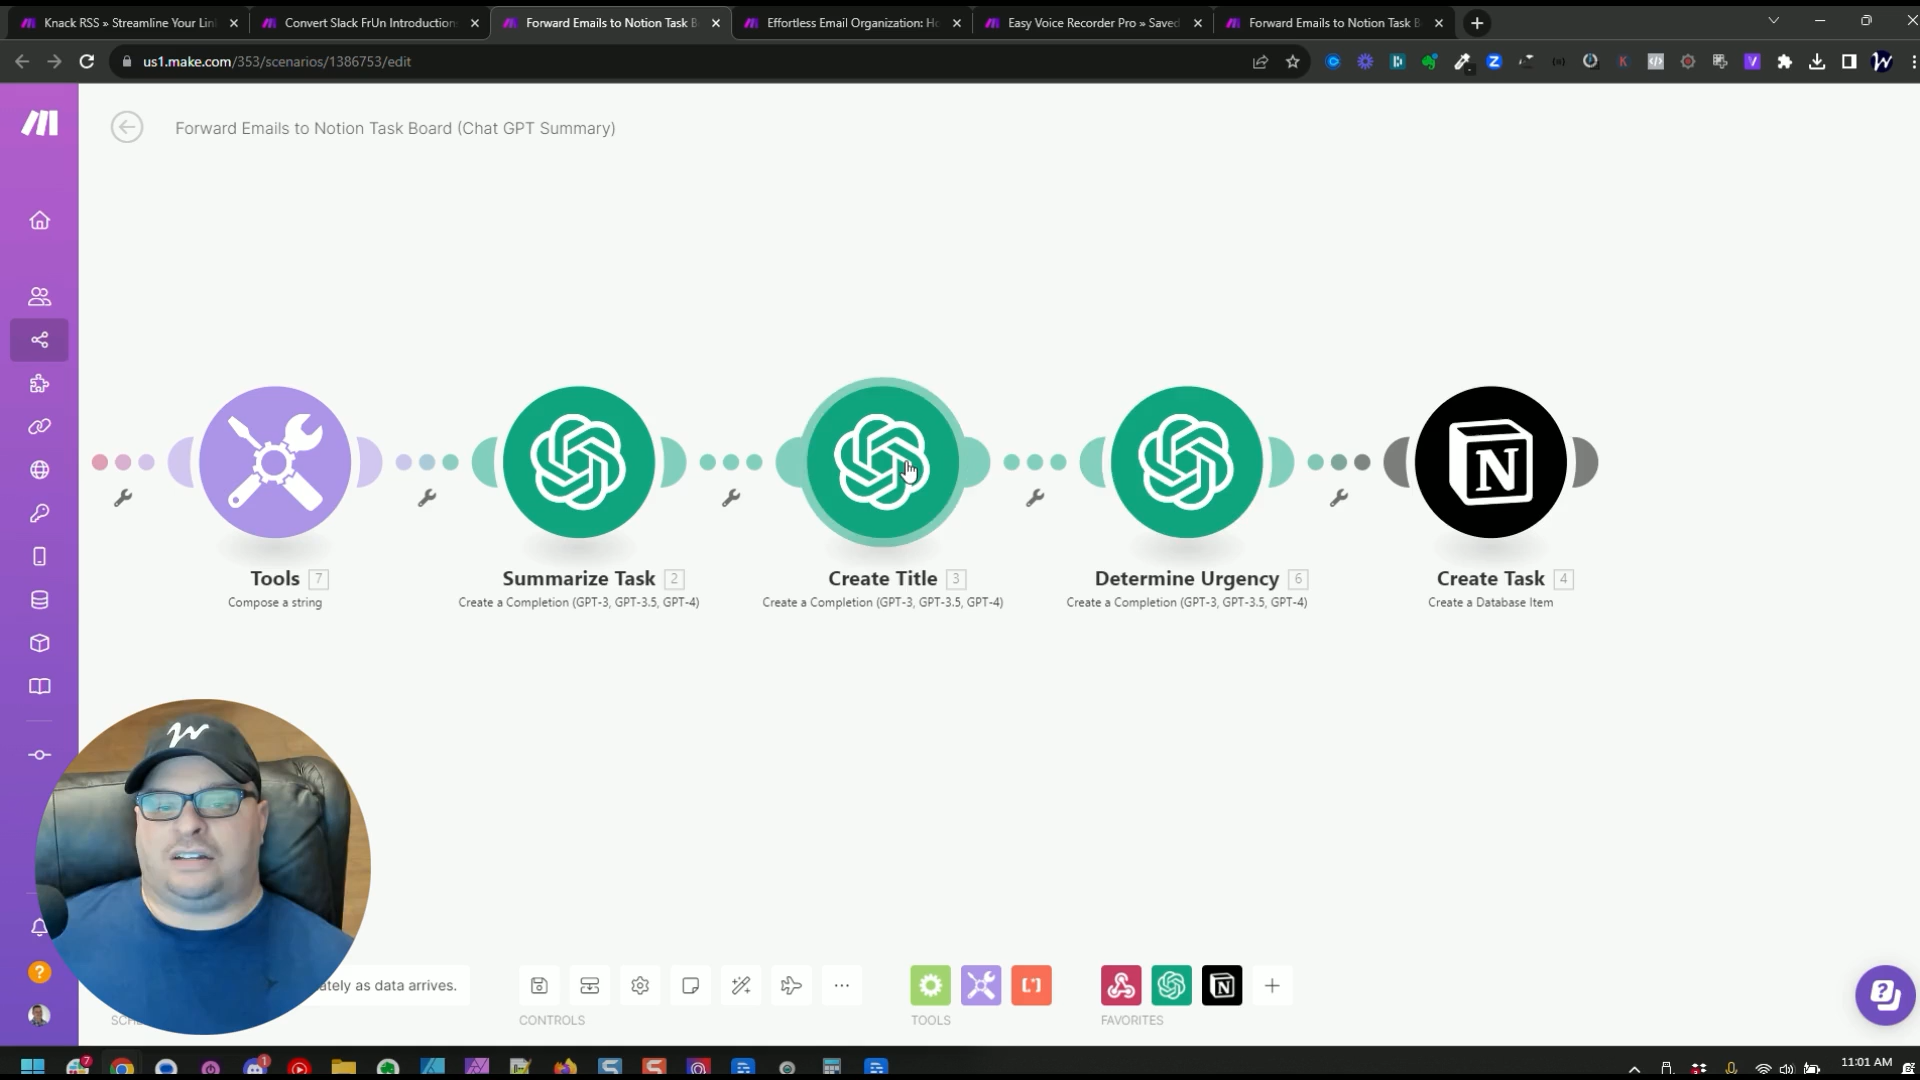 Knack RSS » Streamline Your Lin
Convert Slack FrUn Introduction
Forward Emails to Notion Task B
Effortless Email Organization: Ho
Easy Voice Recorder Pro » Saved
Forward Emails to Notion Task B
us1.make.com/353/scenarios/1386753/edit
Forward Emails to Notion Task Board (Chat GPT Summary)
Tools 7
Compose a string
Summarize Task 2
Create a Completion (GPT-3, GPT-3.5, GPT-4)
Create Title 3
Create a Completion (GPT-3, GPT-3.5, GPT-4)
Determine Urgency 6
Create a Completion (GPT-3, GPT-3.5, GPT-4)
Create Task 4
Create a Database Item
ately as data arrives.
CONTROLS
TOOLS
FAVORITES
11:01 AM